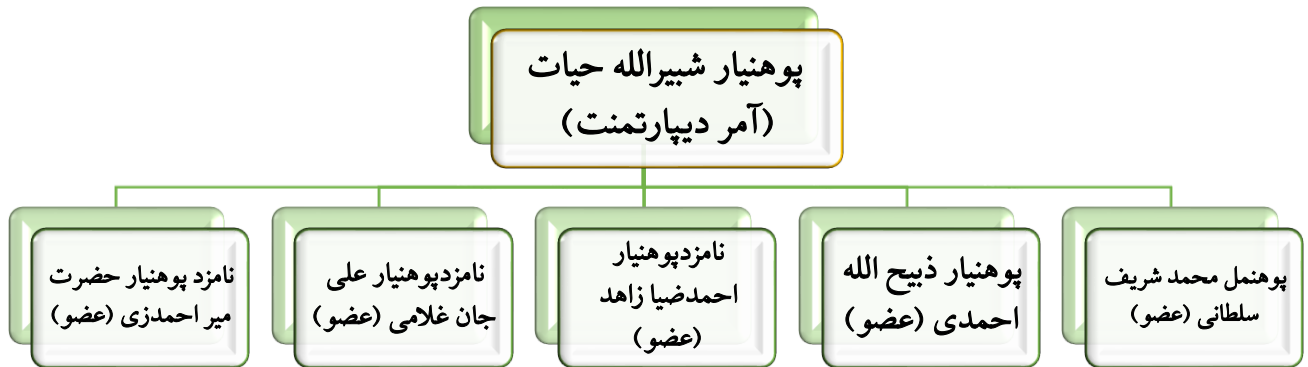 پوهنیار شبیرالله حیات
(آمر دیپارتمنت)
پوهنمل محمد شریف
سلطانی (عضو)
پوهنیار ذبیح الله
احمدی (عضو)
نامزدپوهنیار
احمدضیا زاهد
(عضو)
نامزدپوهنیار علی
جان غلامی (عضو)
نامزد پوهنیار حضرت
میر احمدزی (عضو)